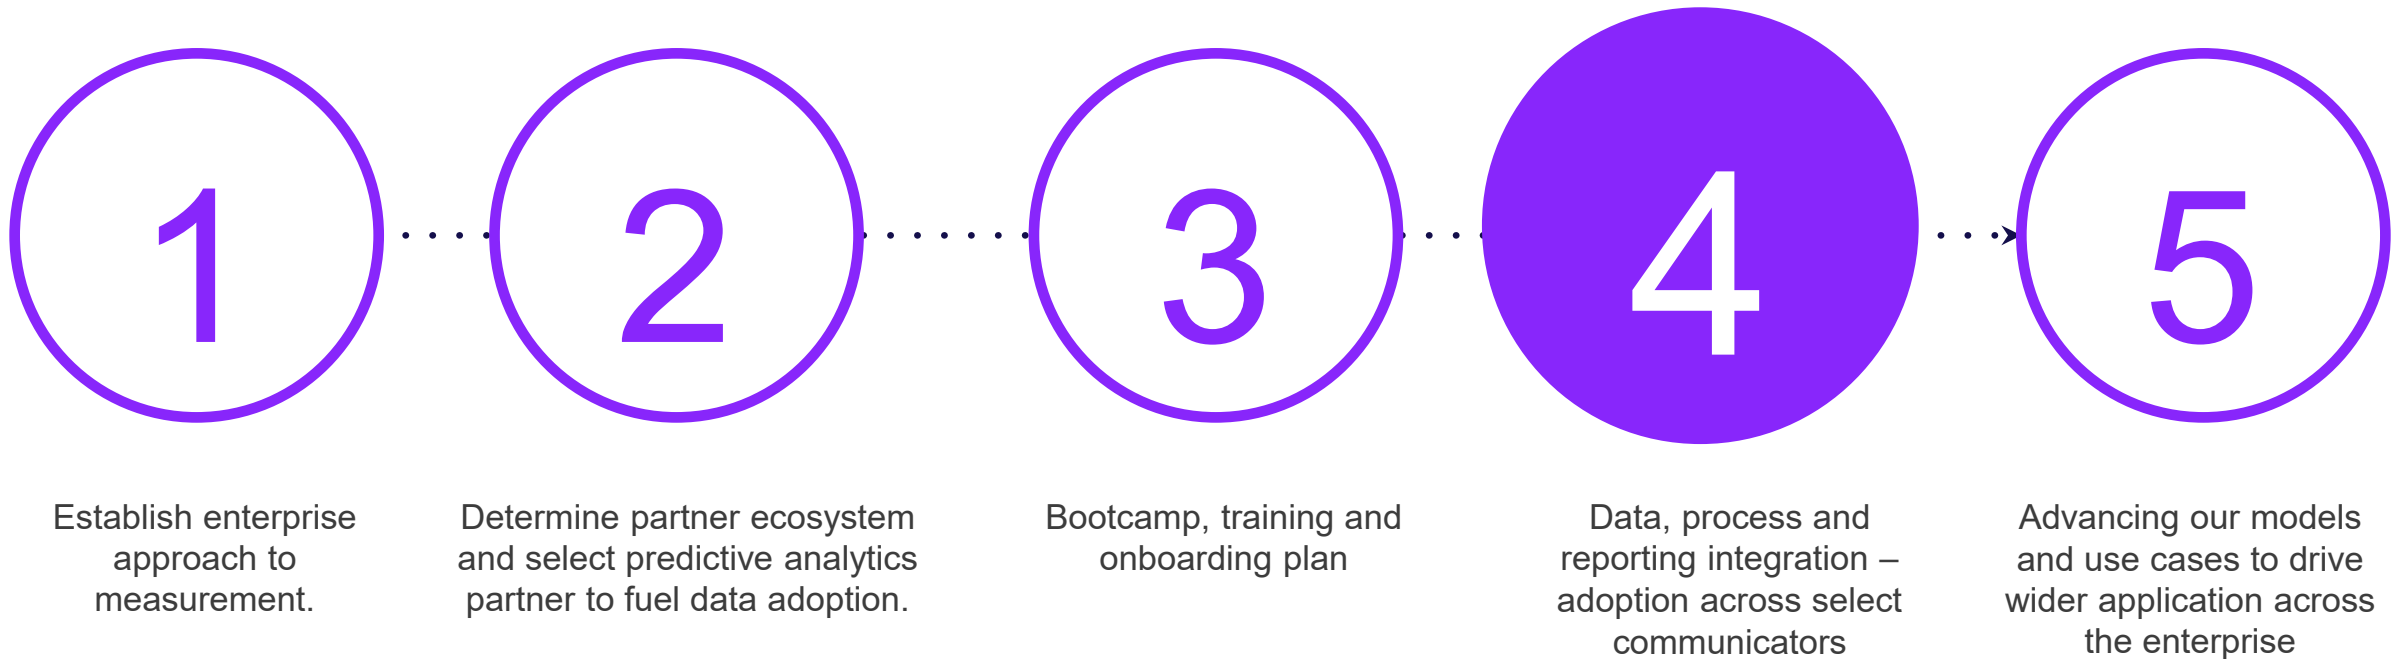 1
Establish enterprise
approach to
measurement.
2
Determine partner ecosystem
and select predictive analytics
partner to fuel data adoption.
3
Bootcamp, training and
onboarding plan
4
Data, process and
reporting integration –
adoption across select
communicators
5
Advancing our models
and use cases to drive
wider application across
the enterprise